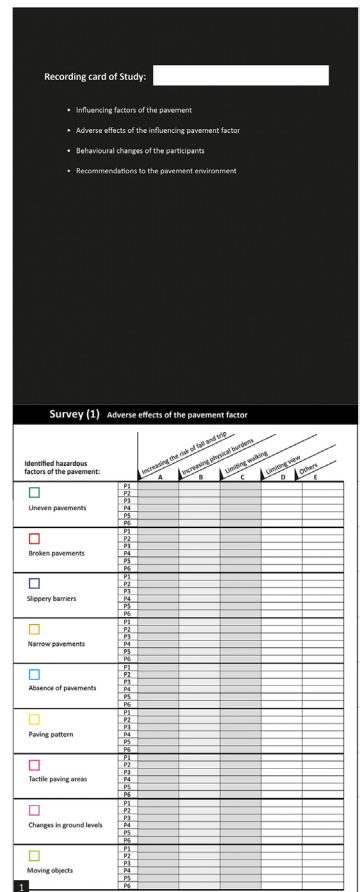 Recording card of Study:
• Influencing factors of the pavement
• Adverse effects of the influencing pavement factor
• Behavioural changes of the participants
• Recommendations to the pavement environment
Survey (1) Adverse effects of the pavement factor
Identified hazardous
factors of the pavement:
Increasing the risk of fall and trip
Increasing physical burdens
Limiting walking
Limiting view
Others
A B C D E
P1
P2
P3
P4
P5
P6
Uneven pavements
P1
P2
P3
P4
P5
P6
Broken pavements
P1
P2
P3
P4
P5
P6
Slippery barriers
P1
P2
P3
P4
P5
P6
Narrow pavements
P1
P2
P3
P4
P5
P6
Absence of pavements
P1
P2
P3
P4
P5
P6
Paving pattern
P1
P2
P3
P4
P5
P6
Tactile paving areas
P1
P2
P3
P4
P5
P6
Changes in ground levels
P1
P2
P3
P4
P5
P6
Moving objects
1